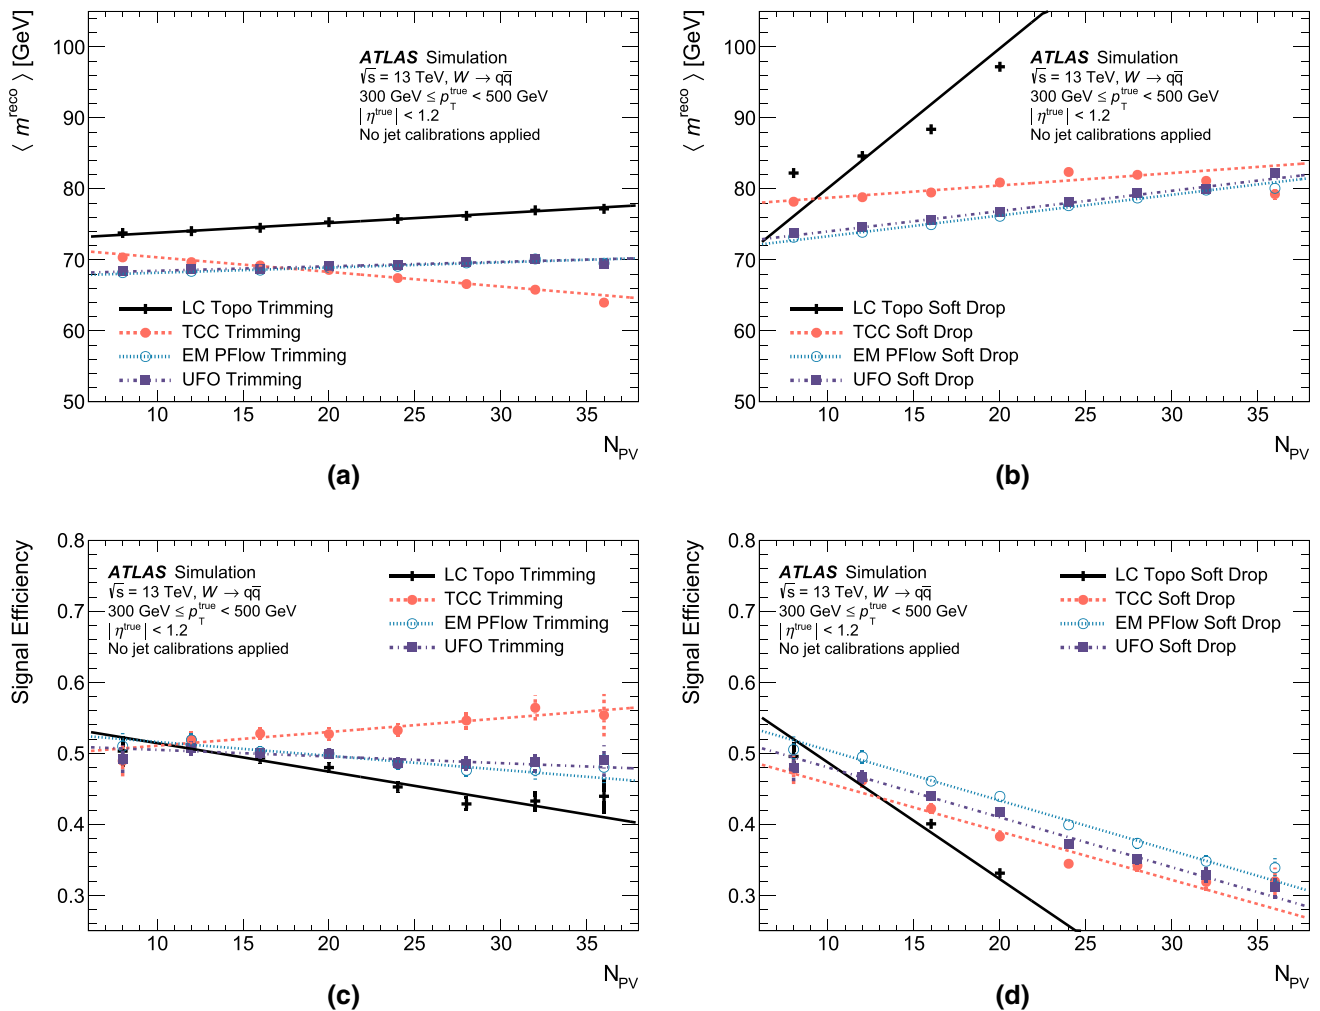 ⟨ m^reco ⟩ [GeV]
100
90
80
70
60
50
ATLAS Simulation
√s = 13 TeV, W → qq̅
300 GeV ≤ p_T^true < 500 GeV
|η^true| < 1.2
No jet calibrations applied
LC Topo Trimming
TCC Trimming
EM PFlow Trimming
UFO Trimming
10 15 20 25 30 35
N_PV
(a)
⟨ m^reco ⟩ [GeV]
100
90
80
70
60
50
ATLAS Simulation
√s = 13 TeV, W → qq̅
300 GeV ≤ p_T^true < 500 GeV
|η^true| < 1.2
No jet calibrations applied
LC Topo Soft Drop
TCC Soft Drop
EM PFlow Soft Drop
UFO Soft Drop
10 15 20 25 30 35
N_PV
(b)
Signal Efficiency
0.8
0.7
0.6
0.5
0.4
0.3
ATLAS Simulation
√s = 13 TeV, W → qq̅
300 GeV ≤ p_T^true < 500 GeV
|η^true| < 1.2
No jet calibrations applied
LC Topo Trimming
TCC Trimming
EM PFlow Trimming
UFO Trimming
10 15 20 25 30 35
N_PV
(c)
Signal Efficiency
0.8
0.7
0.6
0.5
0.4
0.3
ATLAS Simulation
√s = 13 TeV, W → qq̅
300 GeV ≤ p_T^true < 500 GeV
|η^true| < 1.2
No jet calibrations applied
LC Topo Soft Drop
TCC Soft Drop
EM PFlow Soft Drop
UFO Soft Drop
10 15 20 25 30 35
N_PV
(d)